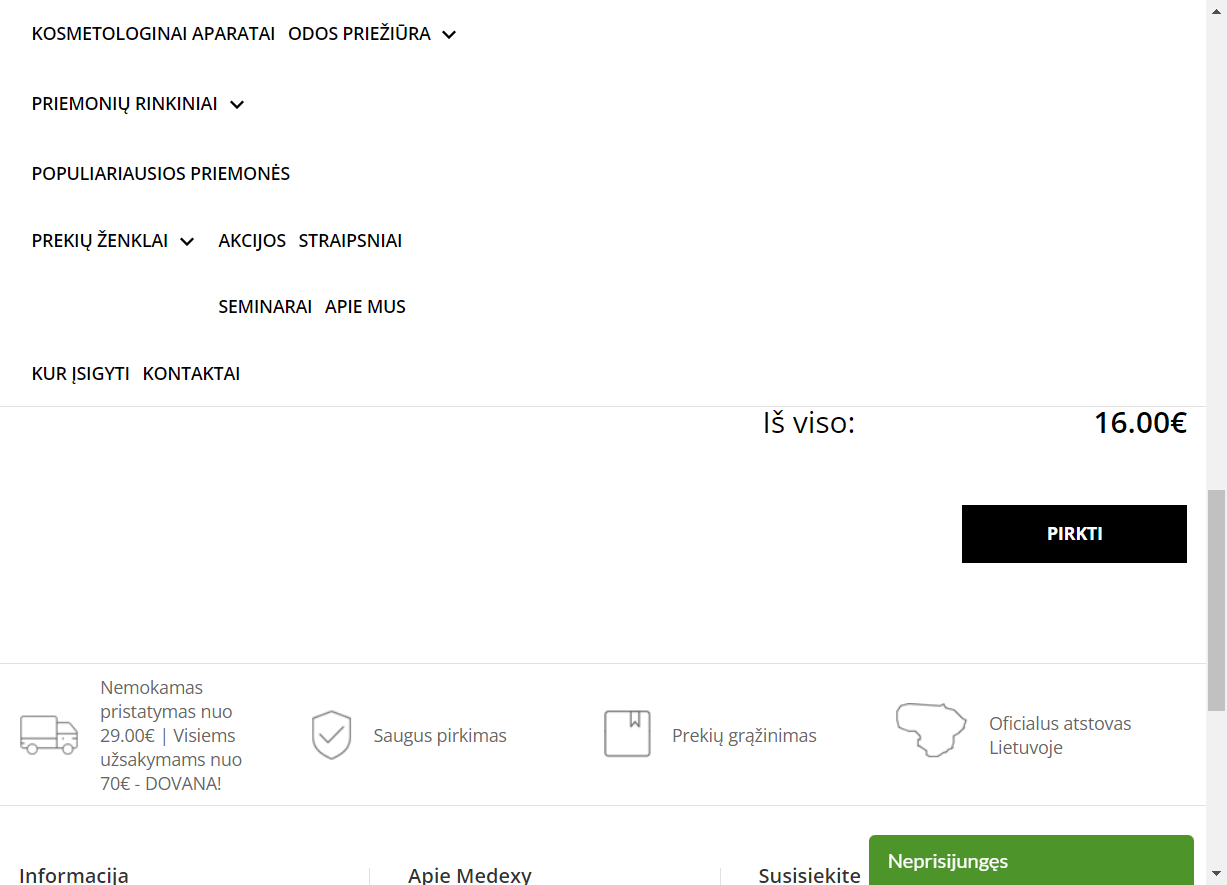 KOSMETOLOGINAI APARATAI ODOS PRIEŽIŪRA
PRIEMONIŲ RINKINIAI
POPULIARIAUSIOS PRIEMONĖS
PREKIŲ ŽENKLAI AKCIJOS STRAIPSNIAI
SEMINARAI APIE MUS
KUR ĮSIGYTI KONTAKTAI
Iš viso: 16.00€
PIRKTI
Nemokamas
pristatymas nuo
29.00€ | Visiems
užsakymams nuo
70€ - DOVANA!
Saugus pirkimas
Prekių grąžinimas
Oficialus atstovas
Lietuvoje
Informacija
Apie Medexy
Susisiekite
Neprisijungęs